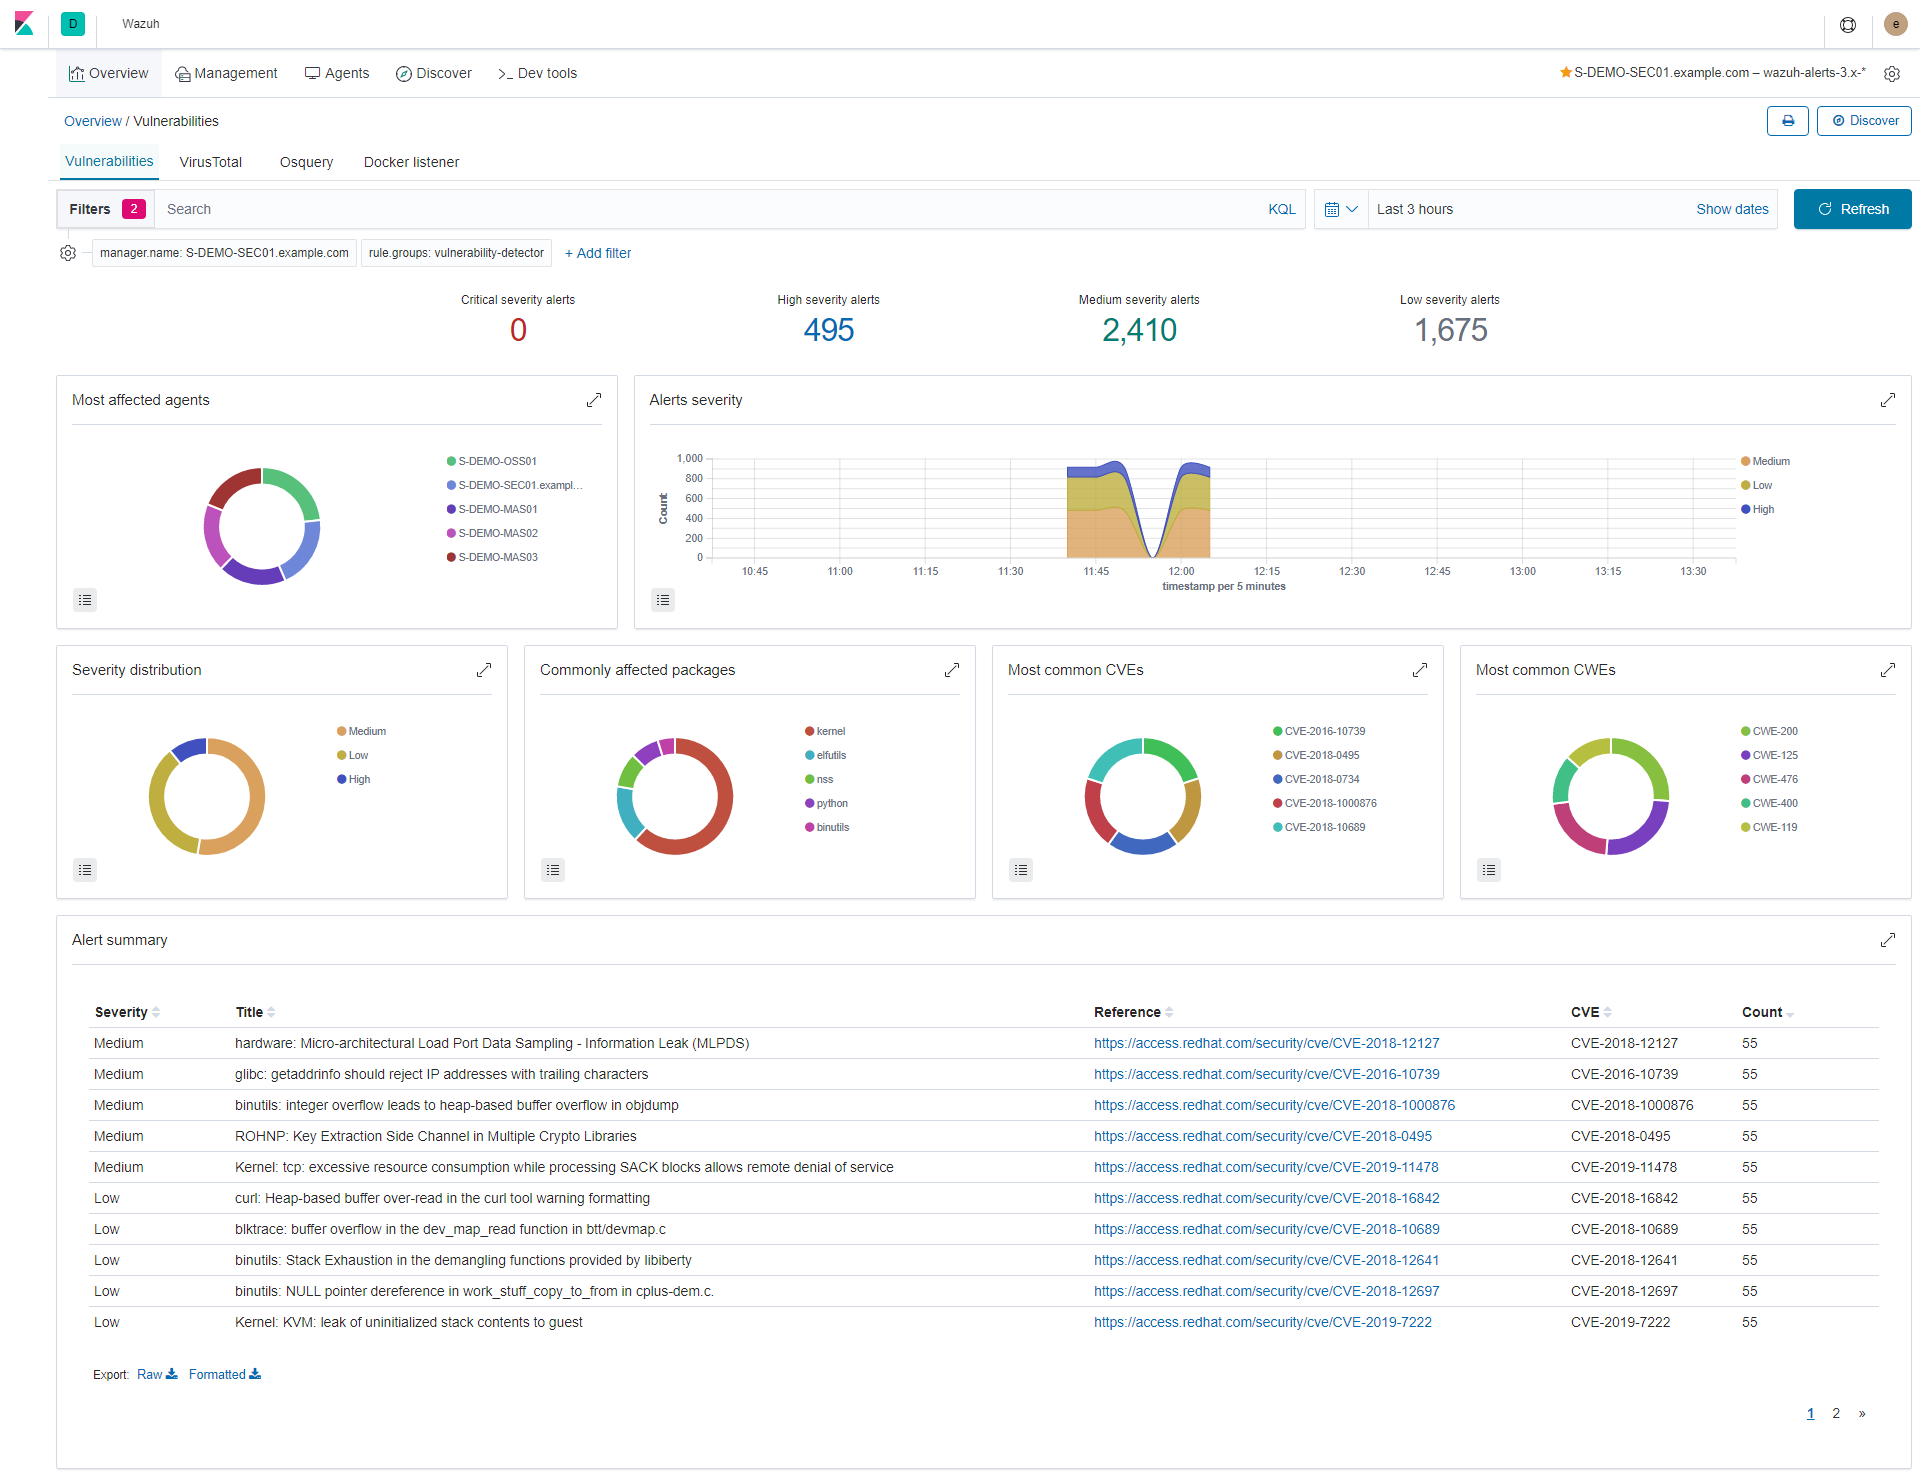 D Wazuh e
Overview Management Agents Discover >_ Dev tools S-DEMO-SEC01.example.com – wazuh-alerts-3.x-*
Overview / Vulnerabilities Discover
Vulnerabilities VirusTotal Osquery Docker listener
Filters 2 Search KQL Last 3 hours Show dates Refresh
manager.name: S-DEMO-SEC01.example.com rule.groups: vulnerability-detector + Add filter
Critical severity alerts High severity alerts Medium severity alerts Low severity alerts
0 495 2,410 1,675
Most affected agents
S-DEMO-OSS01
S-DEMO-SEC01.exampl...
S-DEMO-MAS01
S-DEMO-MAS02
S-DEMO-MAS03
Alerts severity
Count
1,000
800
600
400
200
0
10:45 11:00 11:15 11:30 11:45 12:00 12:15 12:30 12:45 13:00 13:15 13:30
timestamp per 5 minutes
Medium
Low
High
Severity distribution
Medium
Low
High
Commonly affected packages
kernel
elfutils
nss
python
binutils
Most common CVEs
CVE-2016-10739
CVE-2018-0495
CVE-2018-0734
CVE-2018-1000876
CVE-2018-10689
Most common CWEs
CWE-200
CWE-125
CWE-476
CWE-400
CWE-119
Alert summary
Severity Title Reference CVE Count
Medium hardware: Micro-architectural Load Port Data Sampling - Information Leak (MLPDS) https://access.redhat.com/security/cve/CVE-2018-12127 CVE-2018-12127 55
Medium glibc: getaddrinfo should reject IP addresses with trailing characters https://access.redhat.com/security/cve/CVE-2016-10739 CVE-2016-10739 55
Medium binutils: integer overflow leads to heap-based buffer overflow in objdump https://access.redhat.com/security/cve/CVE-2018-1000876 CVE-2018-1000876 55
Medium ROHNP: Key Extraction Side Channel in Multiple Crypto Libraries https://access.redhat.com/security/cve/CVE-2018-0495 CVE-2018-0495 55
Medium Kernel: tcp: excessive resource consumption while processing SACK blocks allows remote denial of service https://access.redhat.com/security/cve/CVE-2019-11478 CVE-2019-11478 55
Low curl: Heap-based buffer over-read in the curl tool warning formatting https://access.redhat.com/security/cve/CVE-2018-16842 CVE-2018-16842 55
Low blktrace: buffer overflow in the dev_map_read function in btt/devmap.c https://access.redhat.com/security/cve/CVE-2018-10689 CVE-2018-10689 55
Low binutils: Stack Exhaustion in the demangling functions provided by libiberty https://access.redhat.com/security/cve/CVE-2018-12641 CVE-2018-12641 55
Low binutils: NULL pointer dereference in work_stuff_copy_to_from in cplus-dem.c. https://access.redhat.com/security/cve/CVE-2018-12697 CVE-2018-12697 55
Low Kernel: KVM: leak of uninitialized stack contents to guest https://access.redhat.com/security/cve/CVE-2019-7222 CVE-2019-7222 55
Export: Raw Formatted
1 2 »